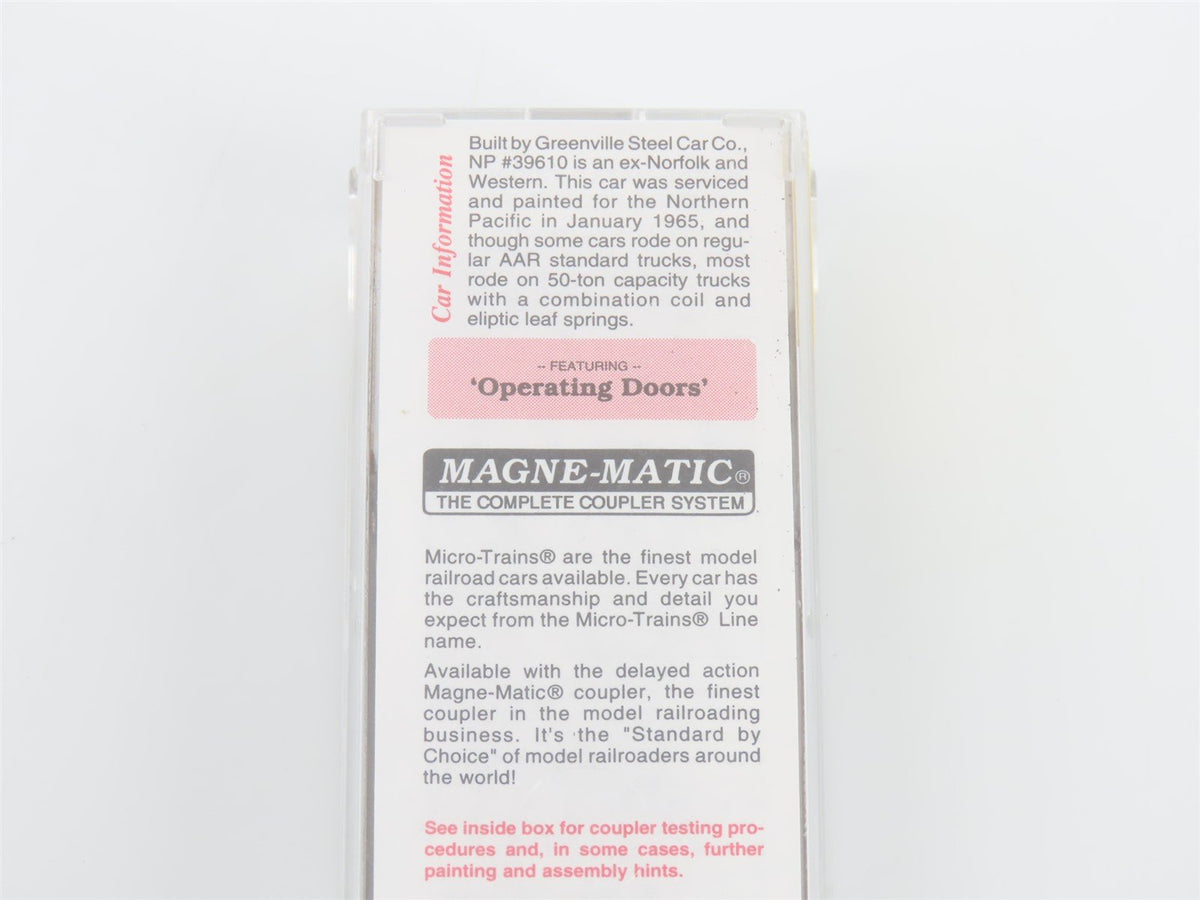 Car Information
Built by Greenville Steel Car Co.,
NP #39610 is an ex-Norfolk and
Western. This car was serviced
and painted for the Northern
Pacific in January 1965, and
though some cars rode on regu-
lar AAR standard trucks, most
rode on 50-ton capacity trucks
with a combination coil and
eliptic leaf springs.
-- FEATURING --
'Operating Doors'
MAGNE-MATIC®
THE COMPLETE COUPLER SYSTEM
Micro-Trains® are the finest model
railroad cars available. Every car has
the craftsmanship and detail you
expect from the Micro-Trains® Line
name.
Available with the delayed action
Magne-Matic® coupler, the finest
coupler in the model railroading
business. It's the "Standard by
Choice" of model railroaders around
the world!
See inside box for coupler testing pro-
cedures and, in some cases, further
painting and assembly hints.